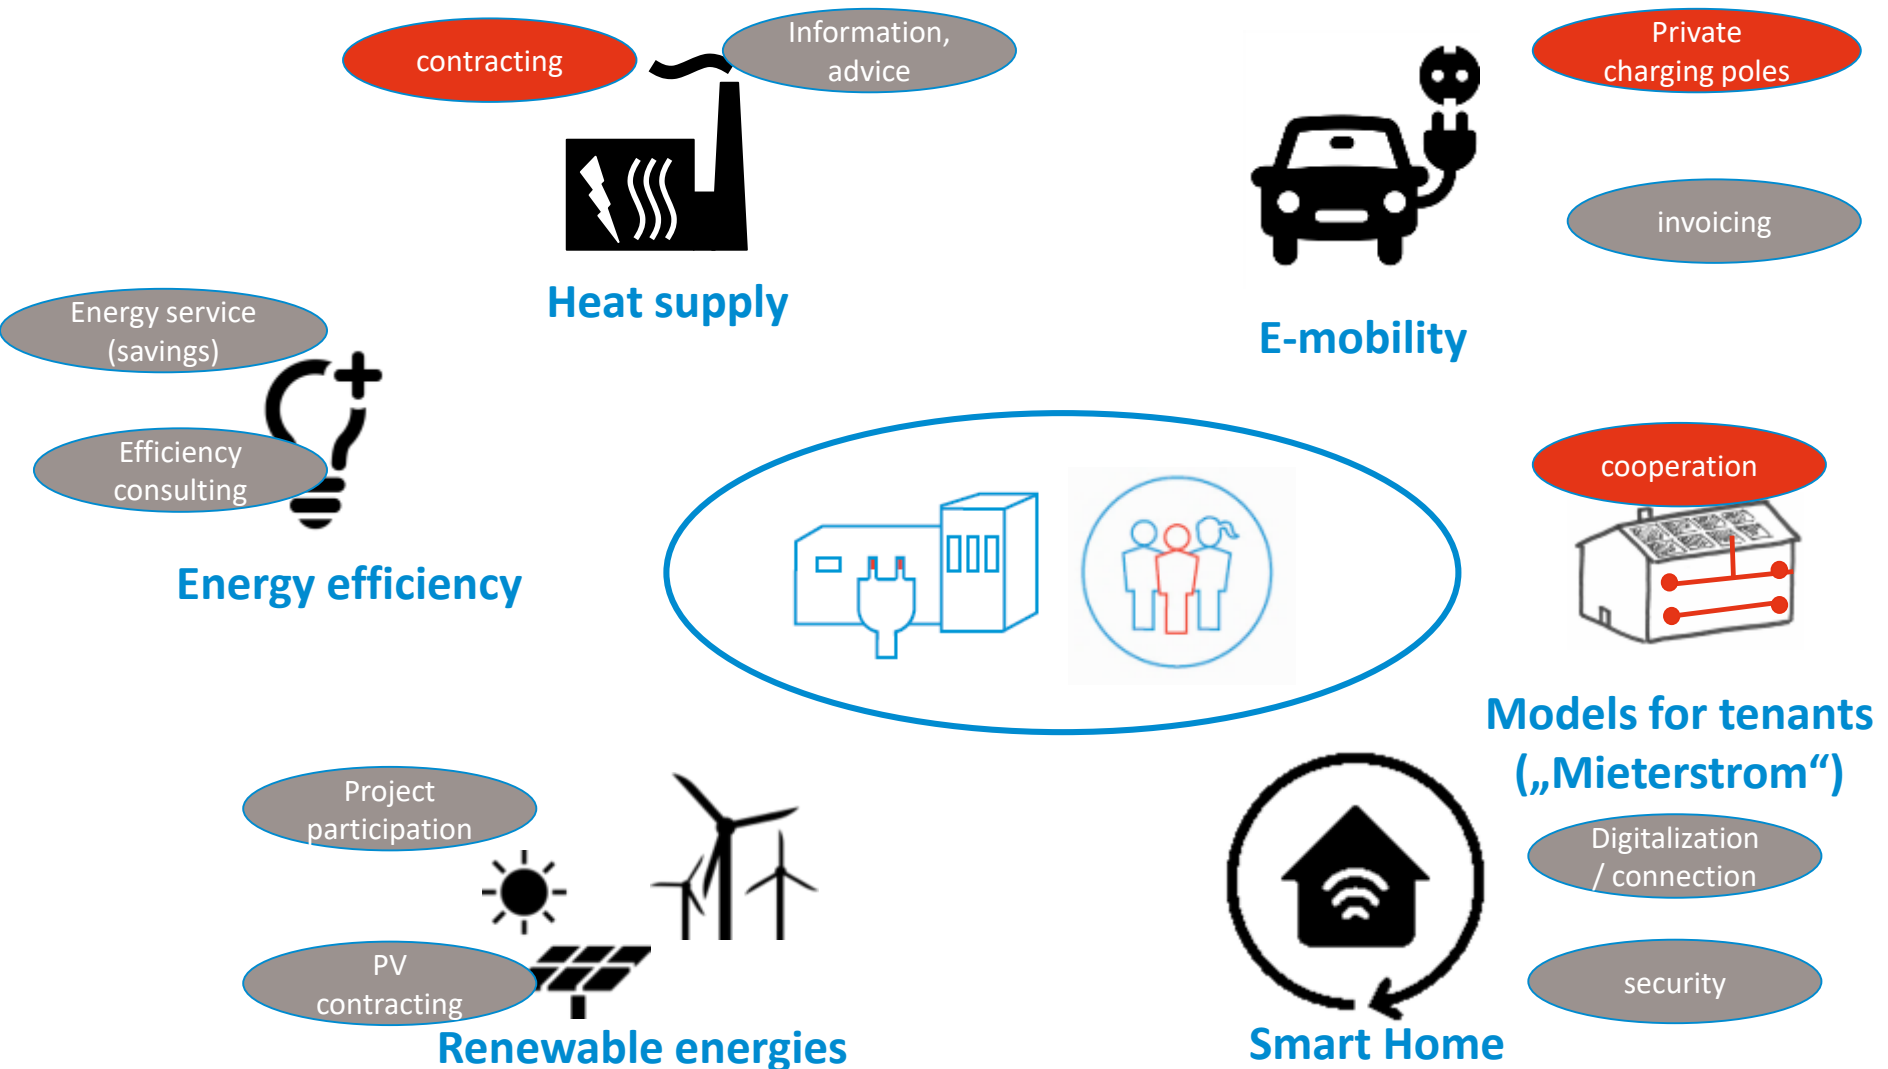 contracting
Information,
advice
Heat supply
Private
charging poles
invoicing
E-mobility
Energy service
(savings)
Efficiency
consulting
Energy efficiency
cooperation
Models for tenants
(„Mieterstrom“)
Project
participation
PV
contracting
Renewable energies
Digitalization
/ connection
security
Smart Home